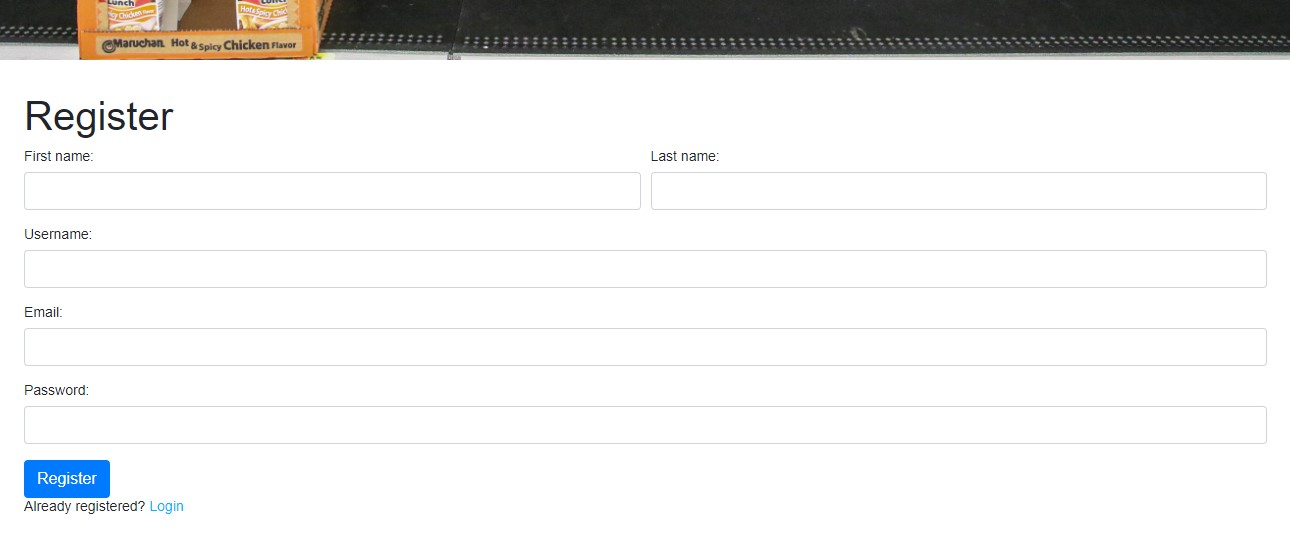 Lunch
Spicy Chicken Flavor
Lunch
Hot & Spicy Chic
Maruchan. Hot & Spicy Chicken Flavor
Register
First name: Last name:
Username:
Email:
Password:
Register
Already registered? Login